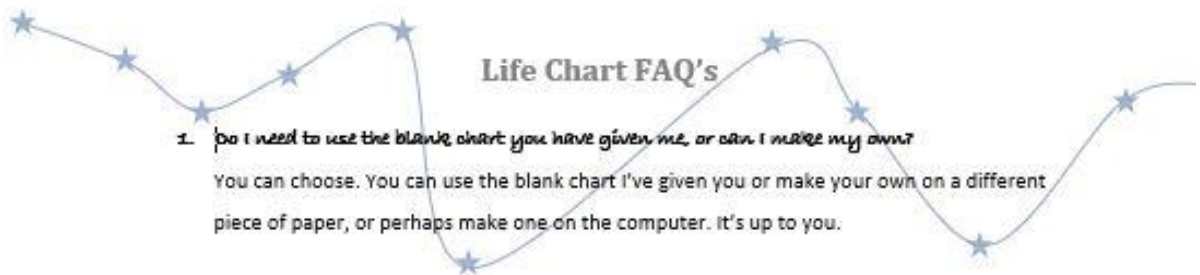 Life Chart FAQ's
1. Do I need to use the blank chart you have given me, or can I make my own?
You can choose. You can use the blank chart I've given you or make your own on a different
piece of paper, or perhaps make one on the computer. It's up to you.